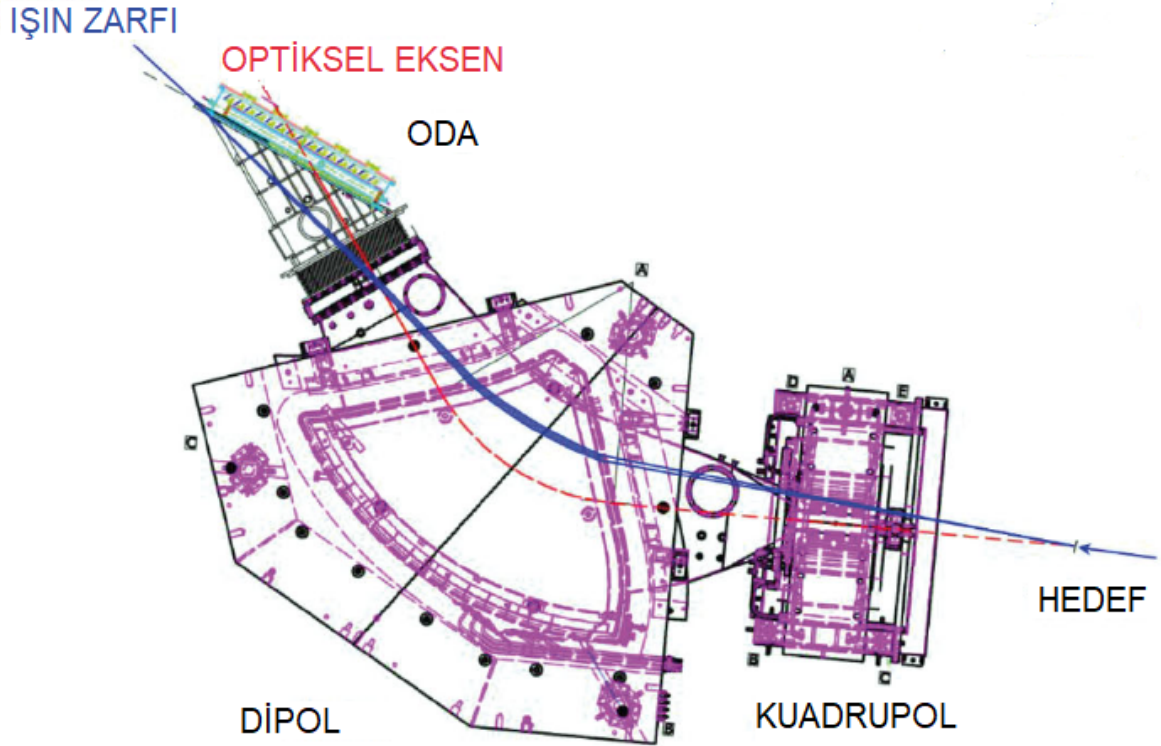 IŞIN ZARFI
OPTİKSEL EKSEN
ODA
A
D
A
E
C
HEDEF
B
C
B
DİPOL
KUADRUPOL